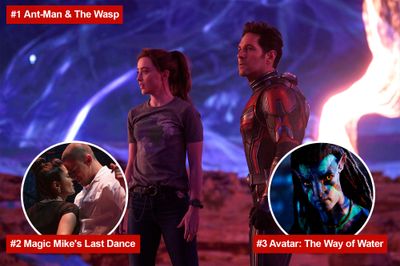 #1 Ant-Man & The Wasp
#2 Magic Mike's Last Dance
#3 Avatar: The Way of Water